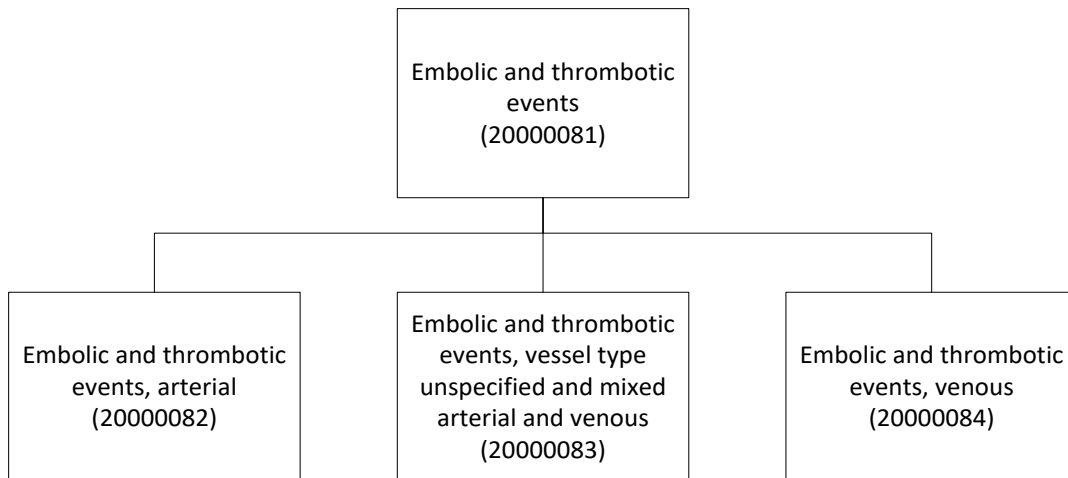 Embolic and thrombotic
events
(20000081)
Embolic and thrombotic
events, arterial
(20000082)
Embolic and thrombotic
events, vessel type
unspecified and mixed
arterial and venous
(20000083)
Embolic and thrombotic
events, venous
(20000084)